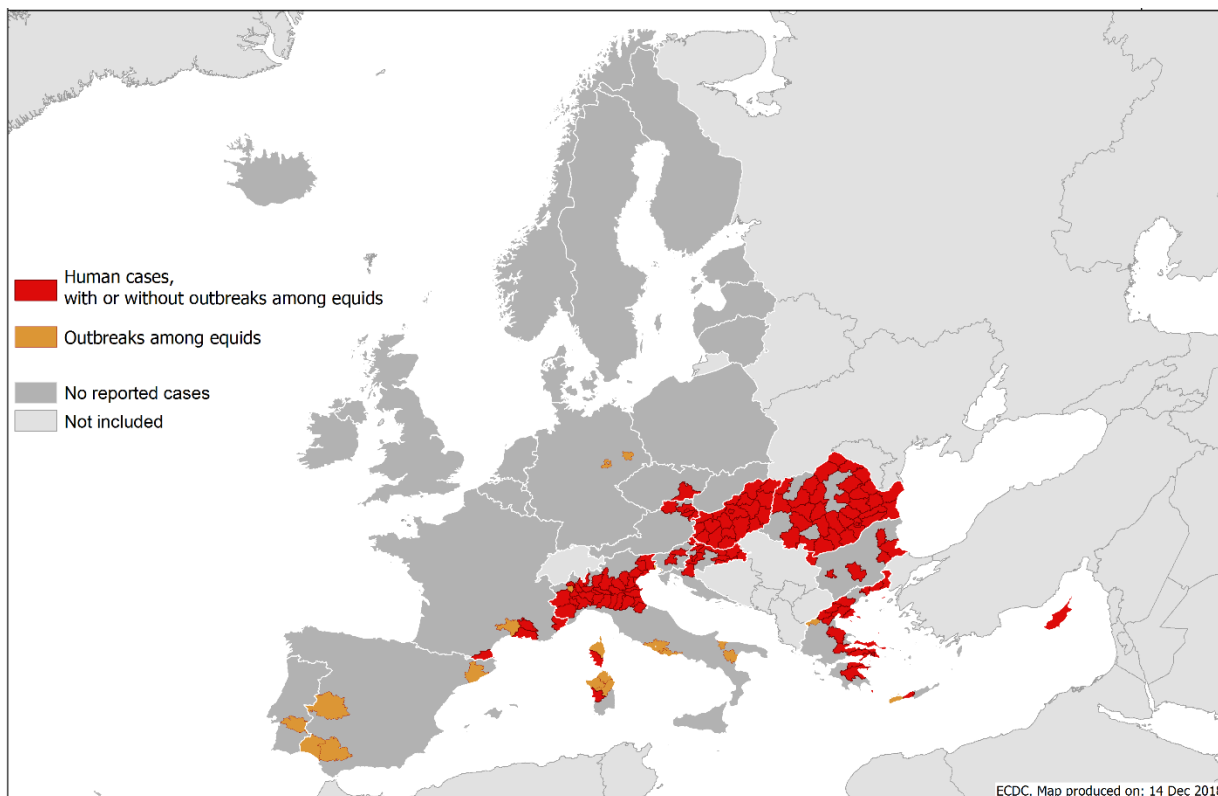 Human cases,
with or without outbreaks among equids
Outbreaks among equids
No reported cases
Not included
ECDC. Map produced on: 14 Dec 2018